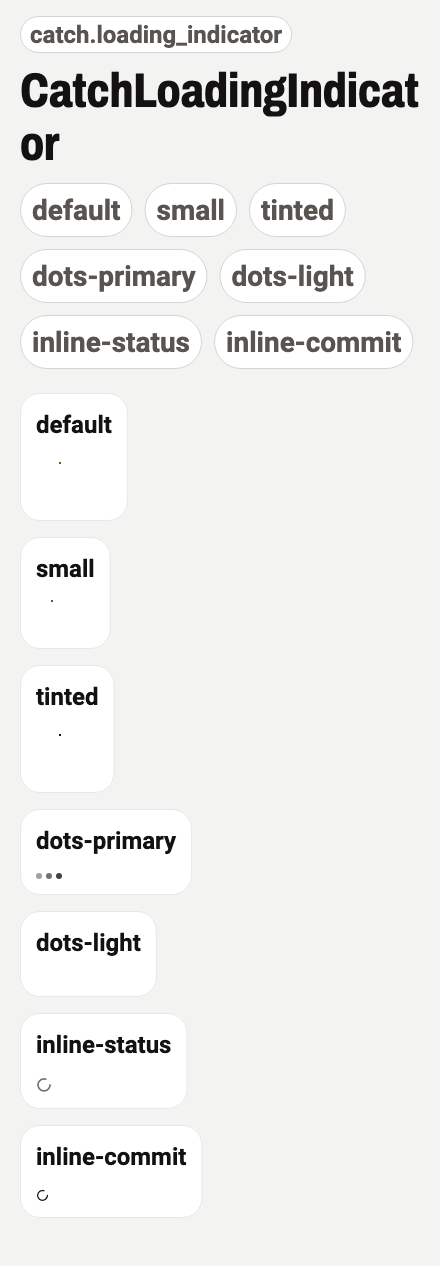 catch.loading_indicator
CatchLoadingIndicat
or
default small tinted
dots-primary dots-light
inline-status inline-commit
default
small
tinted
dots-primary
dots-light
inline-status
inline-commit